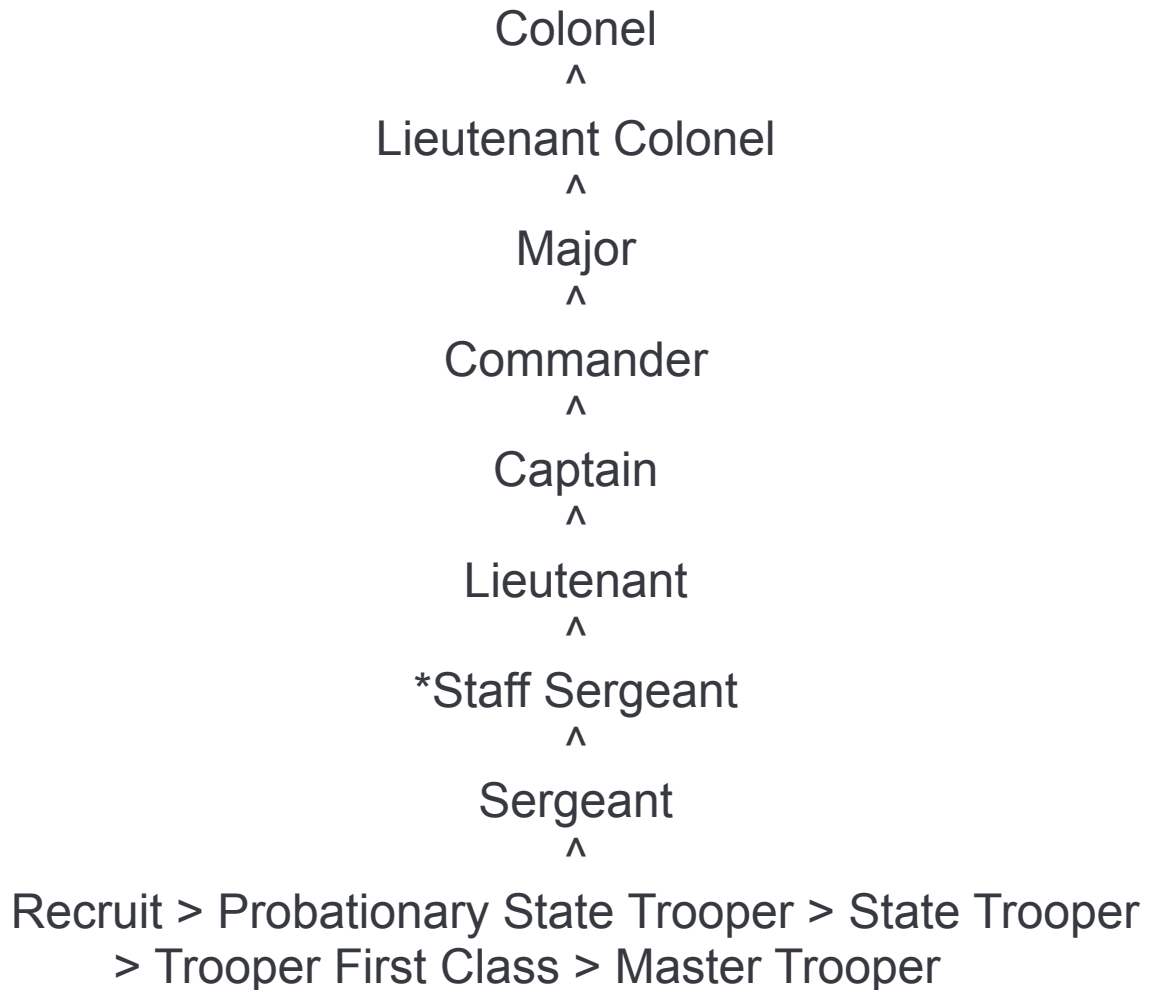 Colonel
^
Lieutenant Colonel
^
Major
^
Commander
^
Captain
^
Lieutenant
^
*Staff Sergeant
^
Sergeant
^
Recruit > Probationary State Trooper > State Trooper
> Trooper First Class > Master Trooper